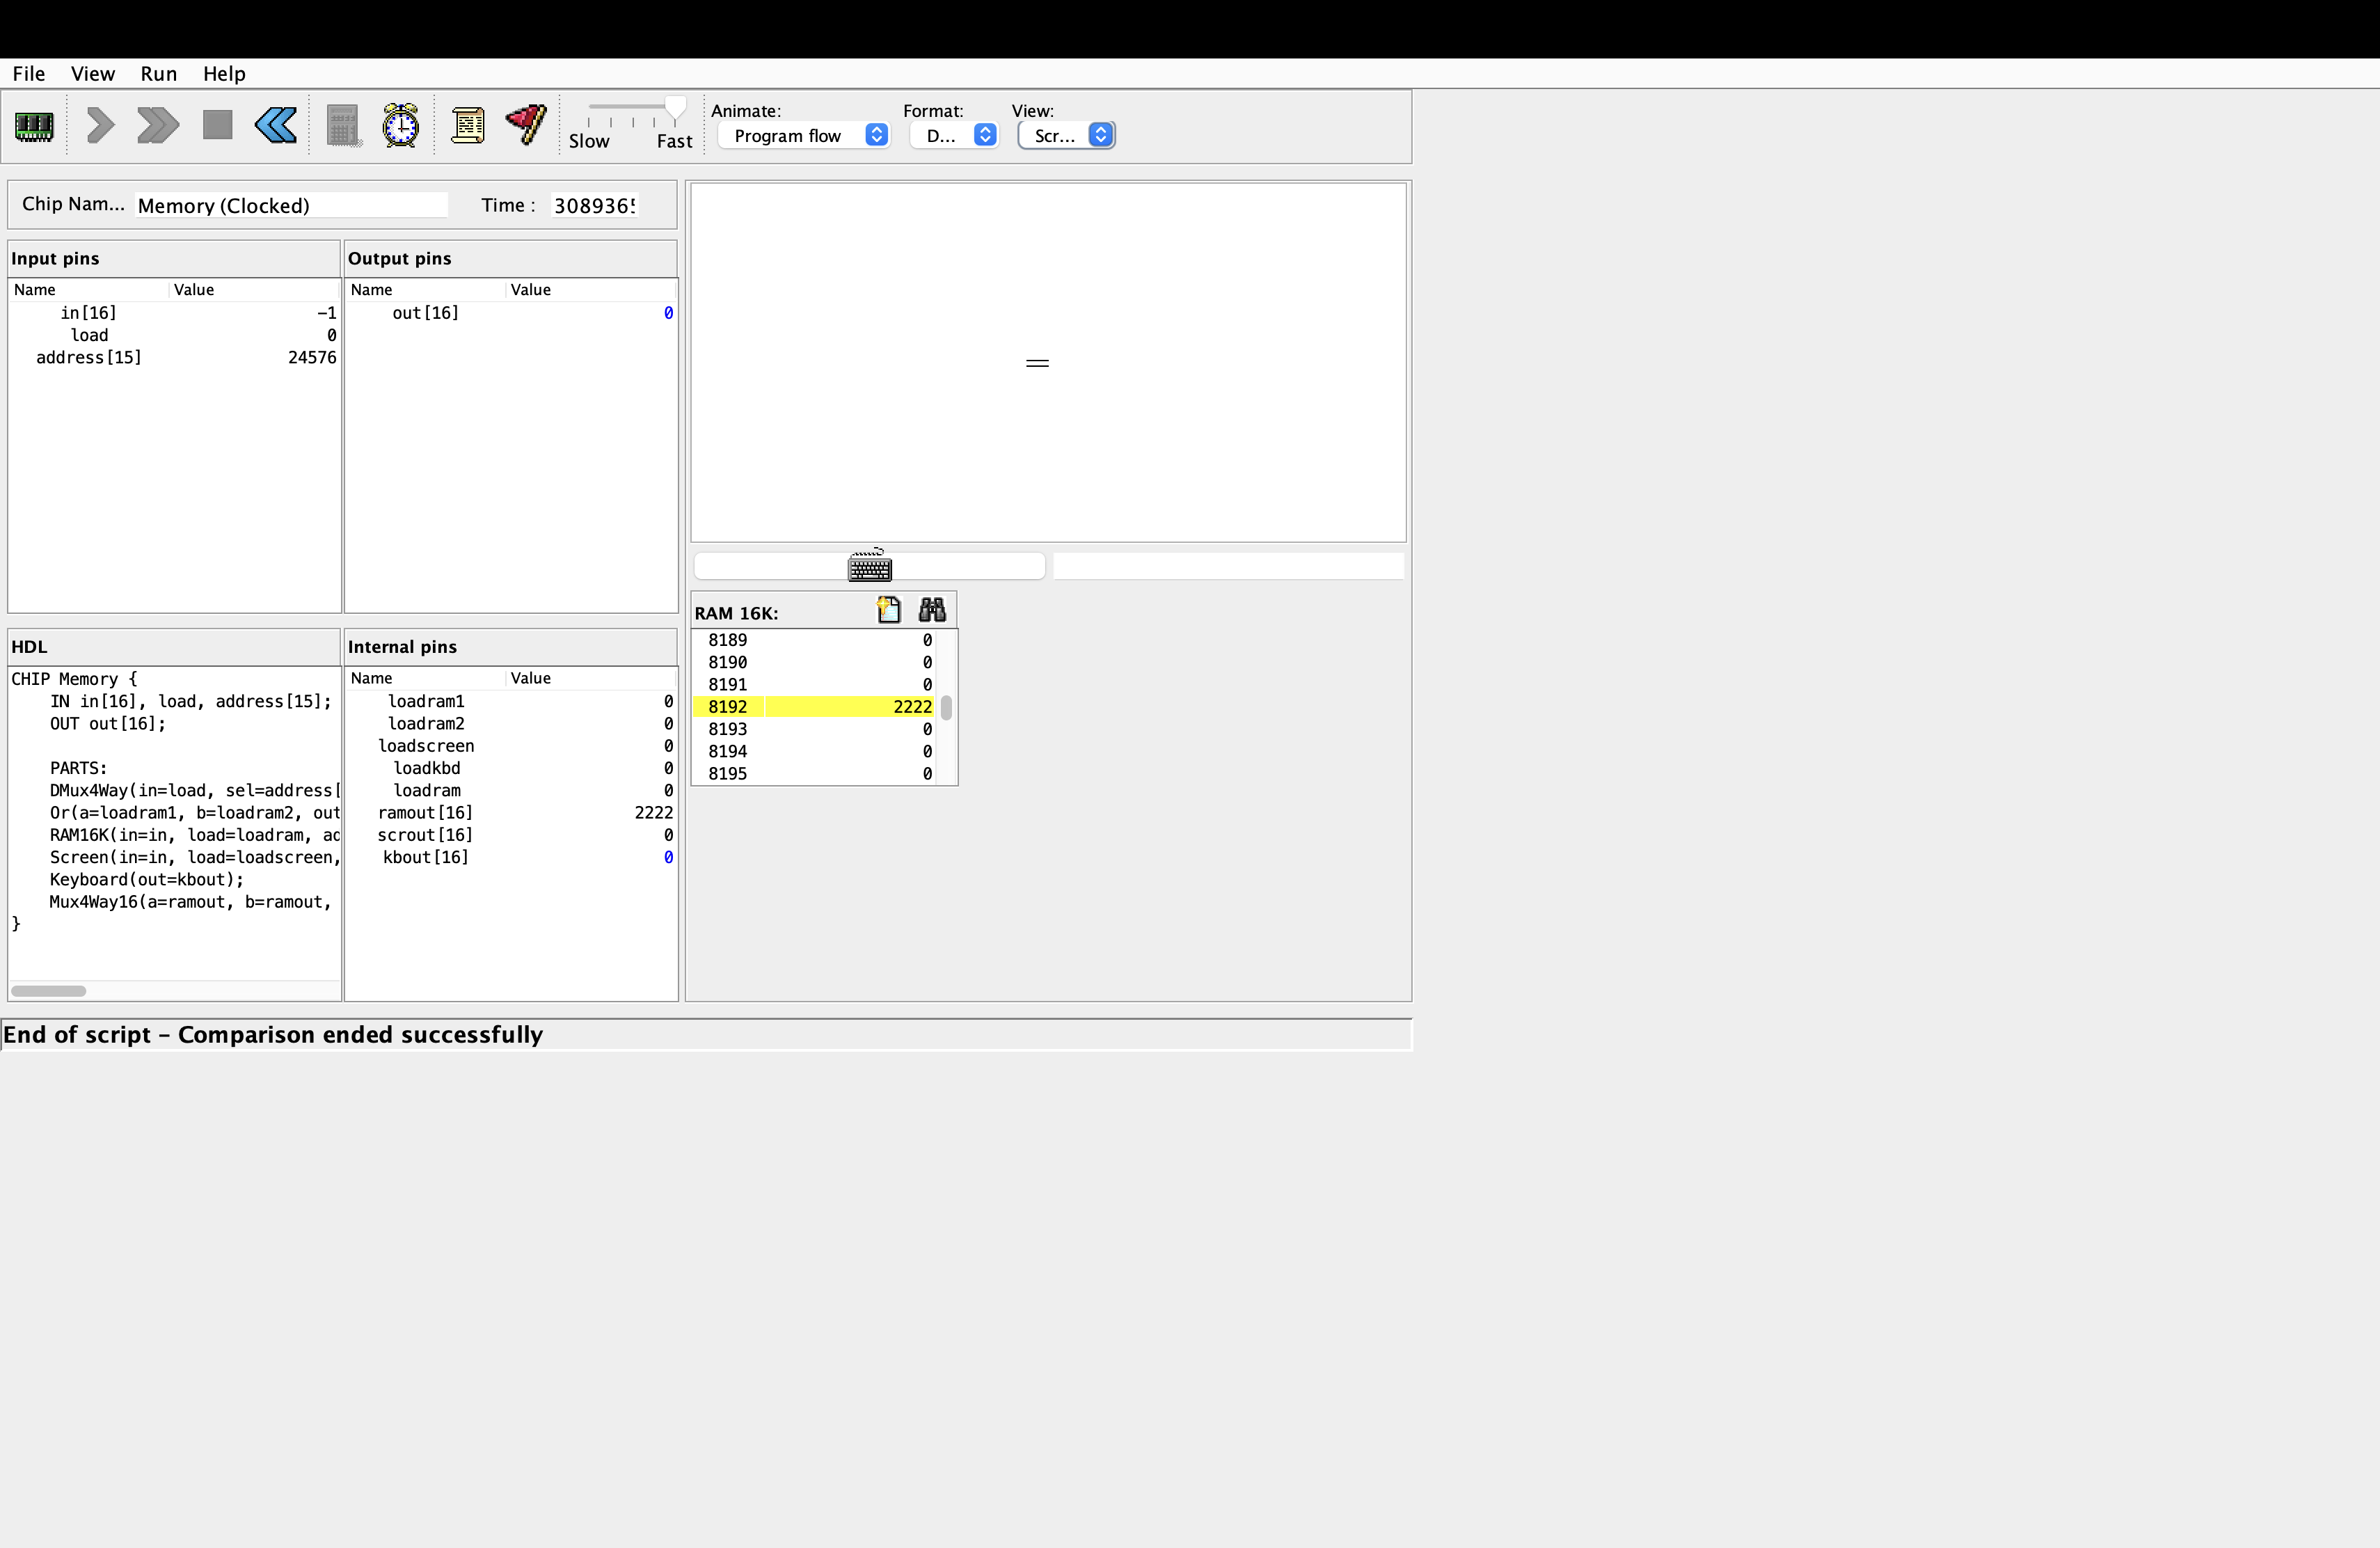 File View Run Help
Slow Fast
Animate: Format: View:
Program flow D... Scr...
Chip Nam... Memory (Clocked) Time : 3089365
Input pins
Name Value
in[16] -1
load 0
address[15] 24576
Output pins
Name Value
out[16] 0
HDL
CHIP Memory {
IN in[16], load, address[15];
OUT out[16];
PARTS:
DMux4Way(in=load, sel=address[
Or(a=loadram1, b=loadram2, out
RAM16K(in=in, load=loadram, ad
Screen(in=in, load=loadscreen,
Keyboard(out=kbout);
Mux4Way16(a=ramout, b=ramout,
}
Internal pins
Name Value
loadram1 0
loadram2 0
loadscreen 0
loadkbd 0
loadram 0
ramout[16] 2222
scrout[16] 0
kbout[16] 0
RAM 16K:
8189 0
8190 0
8191 0
8192 2222
8193 0
8194 0
8195 0
End of script – Comparison ended successfully